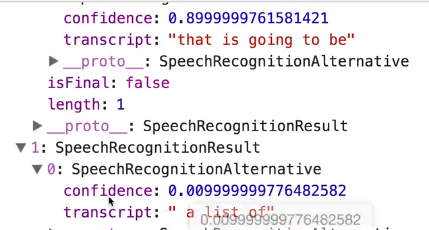 confidence: 0.8999999761581421
transcript: "that is going to be"
▶ __proto__: SpeechRecognitionAlternative
isFinal: false
length: 1
▶ __proto__: SpeechRecognitionResult
▼ 1: SpeechRecognitionResult
▼ 0: SpeechRecognitionAlternative
confidence: 0.009999999776482582
transcript: " a list of"
0.009999999776482582